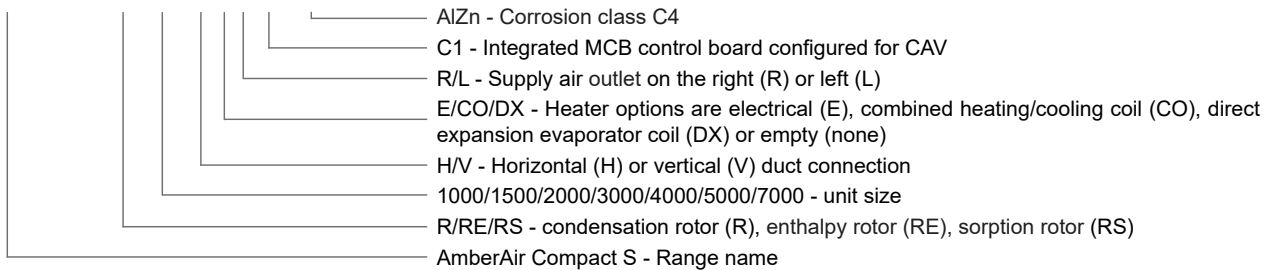 AlZn - Corrosion class C4
C1 - Integrated MCB control board configured for CAV
R/L - Supply air outlet on the right (R) or left (L)
E/CO/DX - Heater options are electrical (E), combined heating/cooling coil (CO), direct
expansion evaporator coil (DX) or empty (none)
H/V - Horizontal (H) or vertical (V) duct connection
1000/1500/2000/3000/4000/5000/7000 - unit size
R/RE/RS - condensation rotor (R), enthalpy rotor (RE), sorption rotor (RS)
AmberAir Compact S - Range name